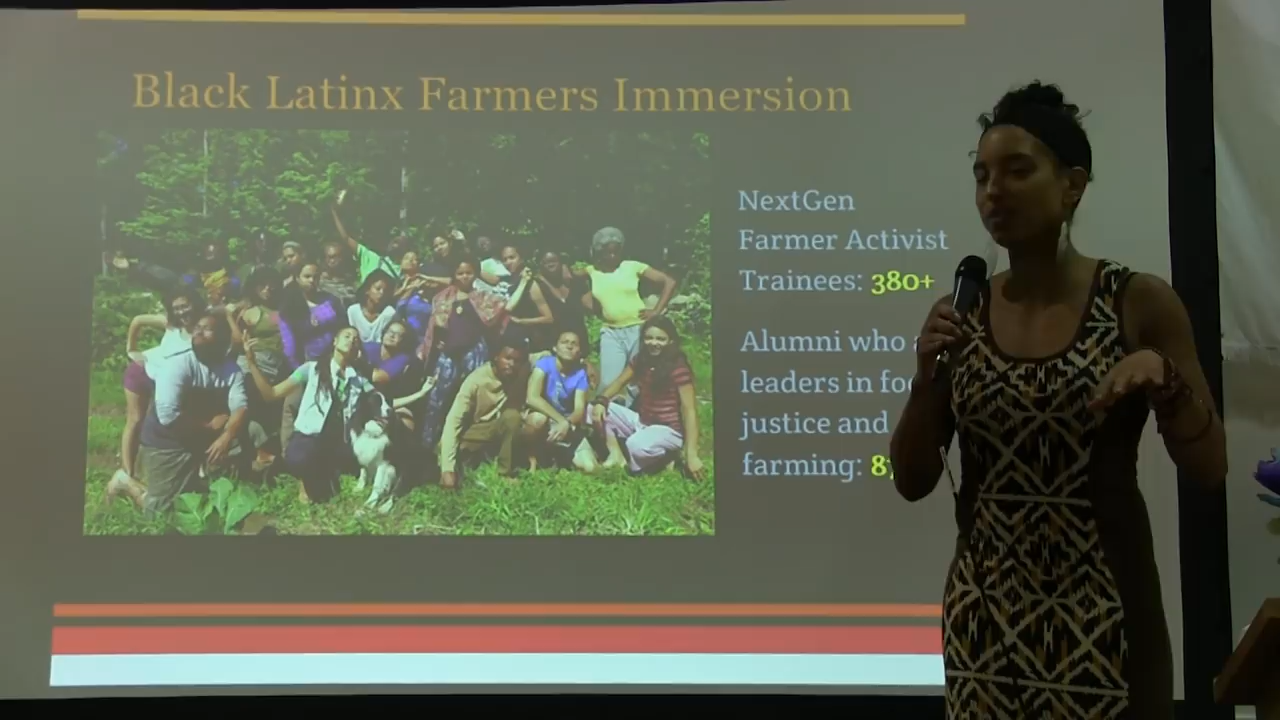 Black Latinx Farmers Immersion
NextGen
Farmer Activist
Trainees: 380+
Alumni who
leaders in
justice and
farming: